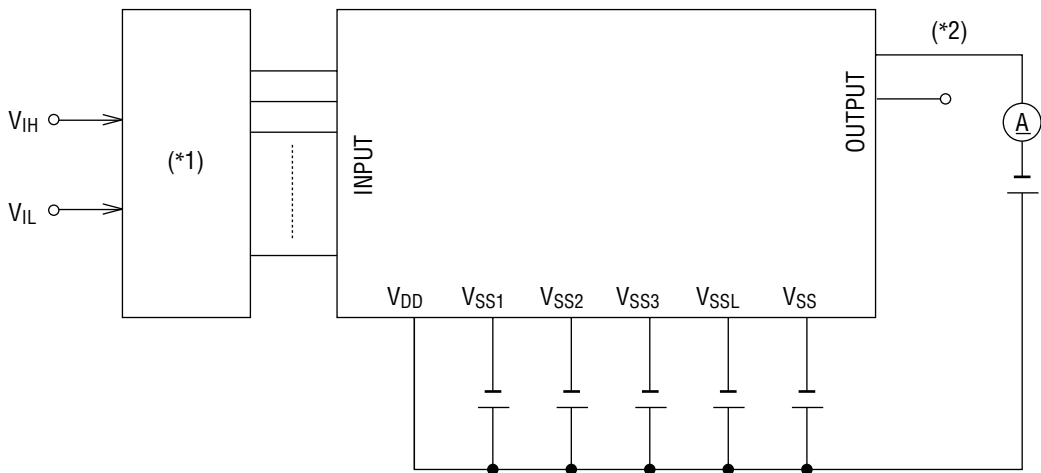 (*2)
V_IH
V_IL
(*1)
INPUT
OUTPUT
A
V_DD V_SS1 V_SS2 V_SS3 V_SSL V_SS